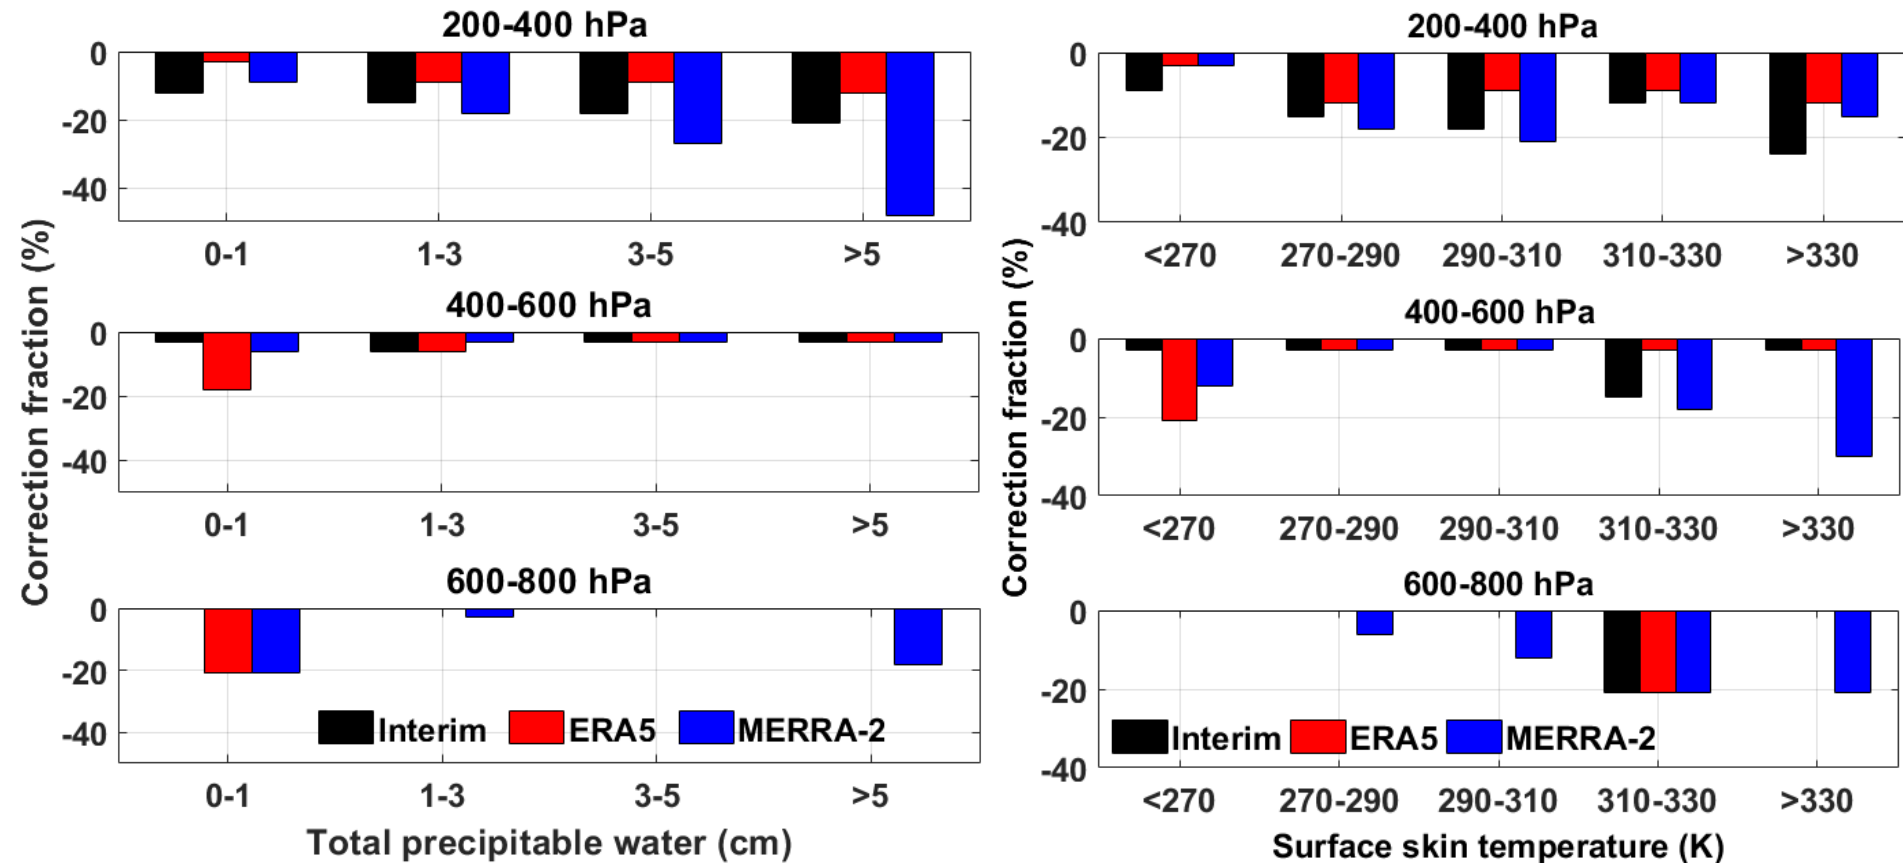 200-400 hPa
0
-20
-40
0-1 1-3 3-5 >5
400-600 hPa
0
-20
-40
0-1 1-3 3-5 >5
600-800 hPa
0
-20
-40
Interim ERA5 MERRA-2
0-1 1-3 3-5 >5
Total precipitable water (cm)
Correction fraction (%)
200-400 hPa
0
-20
-40
<270 270-290 290-310 310-330 >330
400-600 hPa
0
-20
-40
<270 270-290 290-310 310-330 >330
600-800 hPa
0
-20
-40
Interim ERA5 MERRA-2
<270 270-290 290-310 310-330 >330
Surface skin temperature (K)
Correction fraction (%)